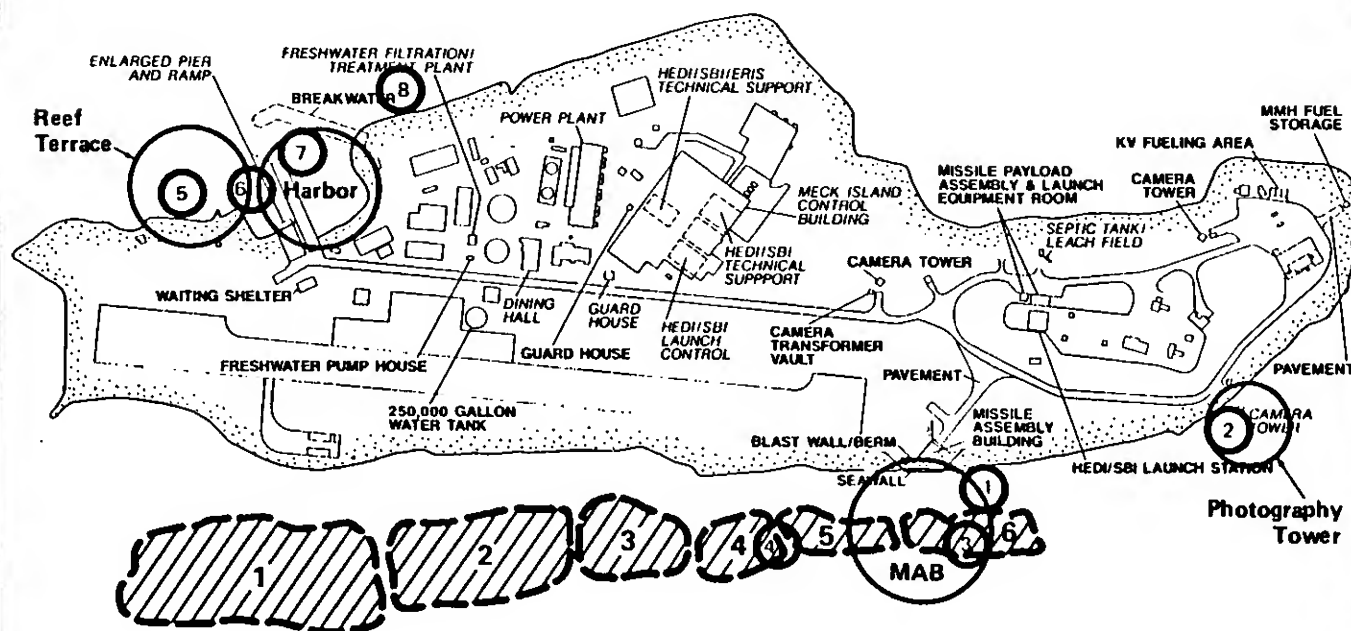 ENLARGED PIER
AND RAMP
FRESHWATER FILTRATION/
TREATMENT PLANT
8
BREAKWATER
HEDI/SBI/ERIS
TECHNICAL SUPPORT
POWER PLANT
Reef
Terrace
5
6
7
Harbor
MMH FUEL
STORAGE
KV FUELING AREA
CAMERA
TOWER
MISSILE PAYLOAD
ASSEMBLY & LAUNCH
EQUIPMENT ROOM
MECK ISLAND
CONTROL
BUILDING
SEPTIC TANK/
LEACH FIELD
HEDI/SBI
TECHNICAL
SUPPPORT
CAMERA TOWER
WAITING SHELTER
DINING
HALL
GUARD
HOUSE
HEDI/SBI
LAUNCH
CONTROL
CAMERA
TRANSFORMER
VAULT
GUARD HOUSE
FRESHWATER PUMP HOUSE
PAVEMENT
PAVEMENT
250,000 GALLON
WATER TANK
MISSILE
ASSEMBLY
BUILDING
BLAST WALL/BERM
SEAWALL
2
CAMERA
TOWER
HEDI/SBI LAUNCH STATION
Photography
Tower
1
1
2
3
4
4
5
3
6
MAB